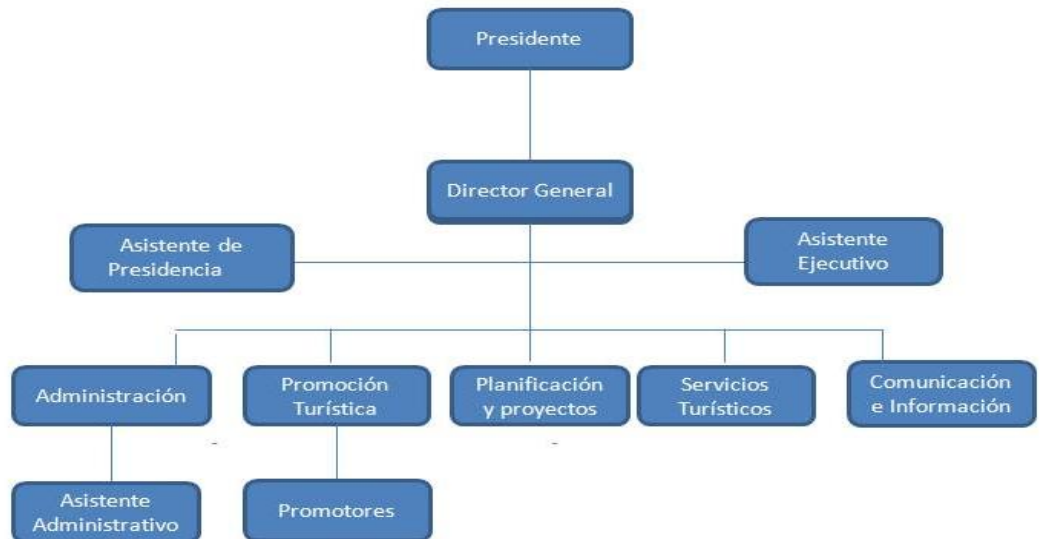 Presidente
Director General
Asistente de
Presidencia
Asistente
Ejecutivo
Administración
Promoción
Turística
Planificación
y proyectos
Servicios
Turísticos
Comunicación
e Información
Asistente
Administrativo
Promotores